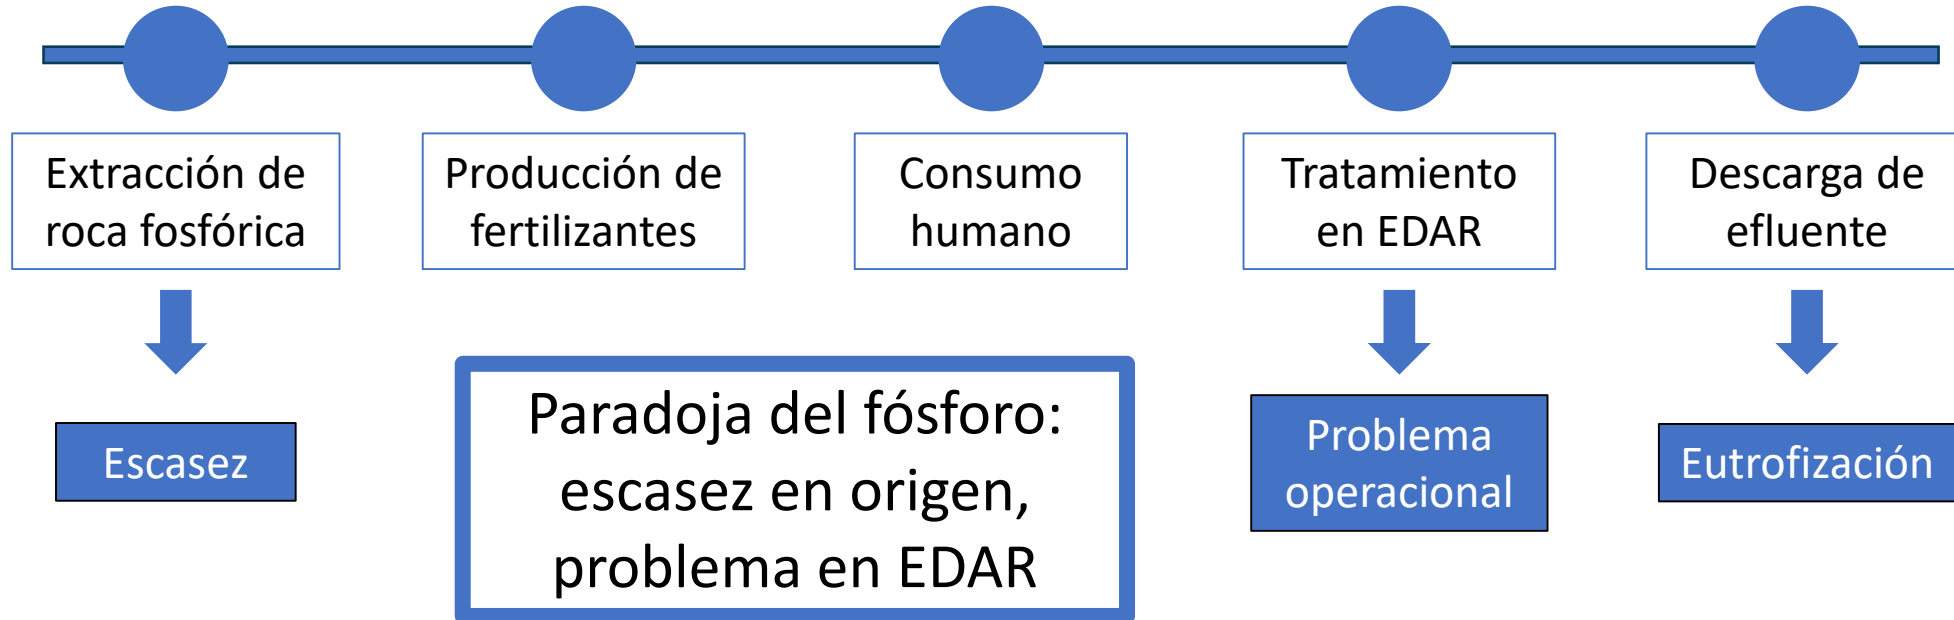 Extracción de
roca fosfórica
Producción de
fertilizantes
Consumo
humano
Tratamiento
en EDAR
Descarga de
efluente
Escasez
Paradoja del fósforo:
escasez en origen,
problema en EDAR
Problema
operacional
Eutrofización